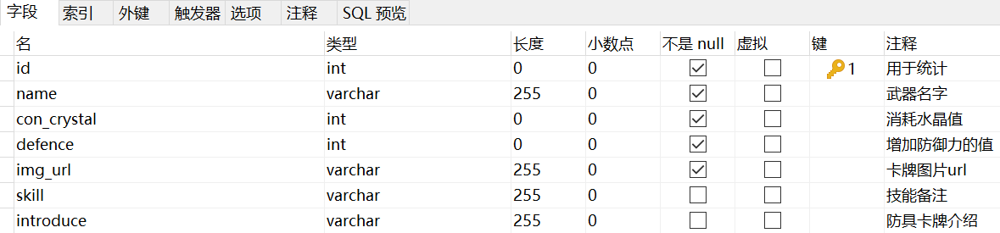 字段 索引 外键 触发器 选项 注释 SQL 预览
名 类型 长度 小数点 不是 null 虚拟 键 注释
id int 0 0 1 用于统计
name varchar 255 0 武器名字
con_crystal int 0 0 消耗水晶值
defence int 0 0 增加防御力的值
img_url varchar 255 0 卡牌图片url
skill varchar 255 0 技能备注
introduce varchar 255 0 防具卡牌介绍